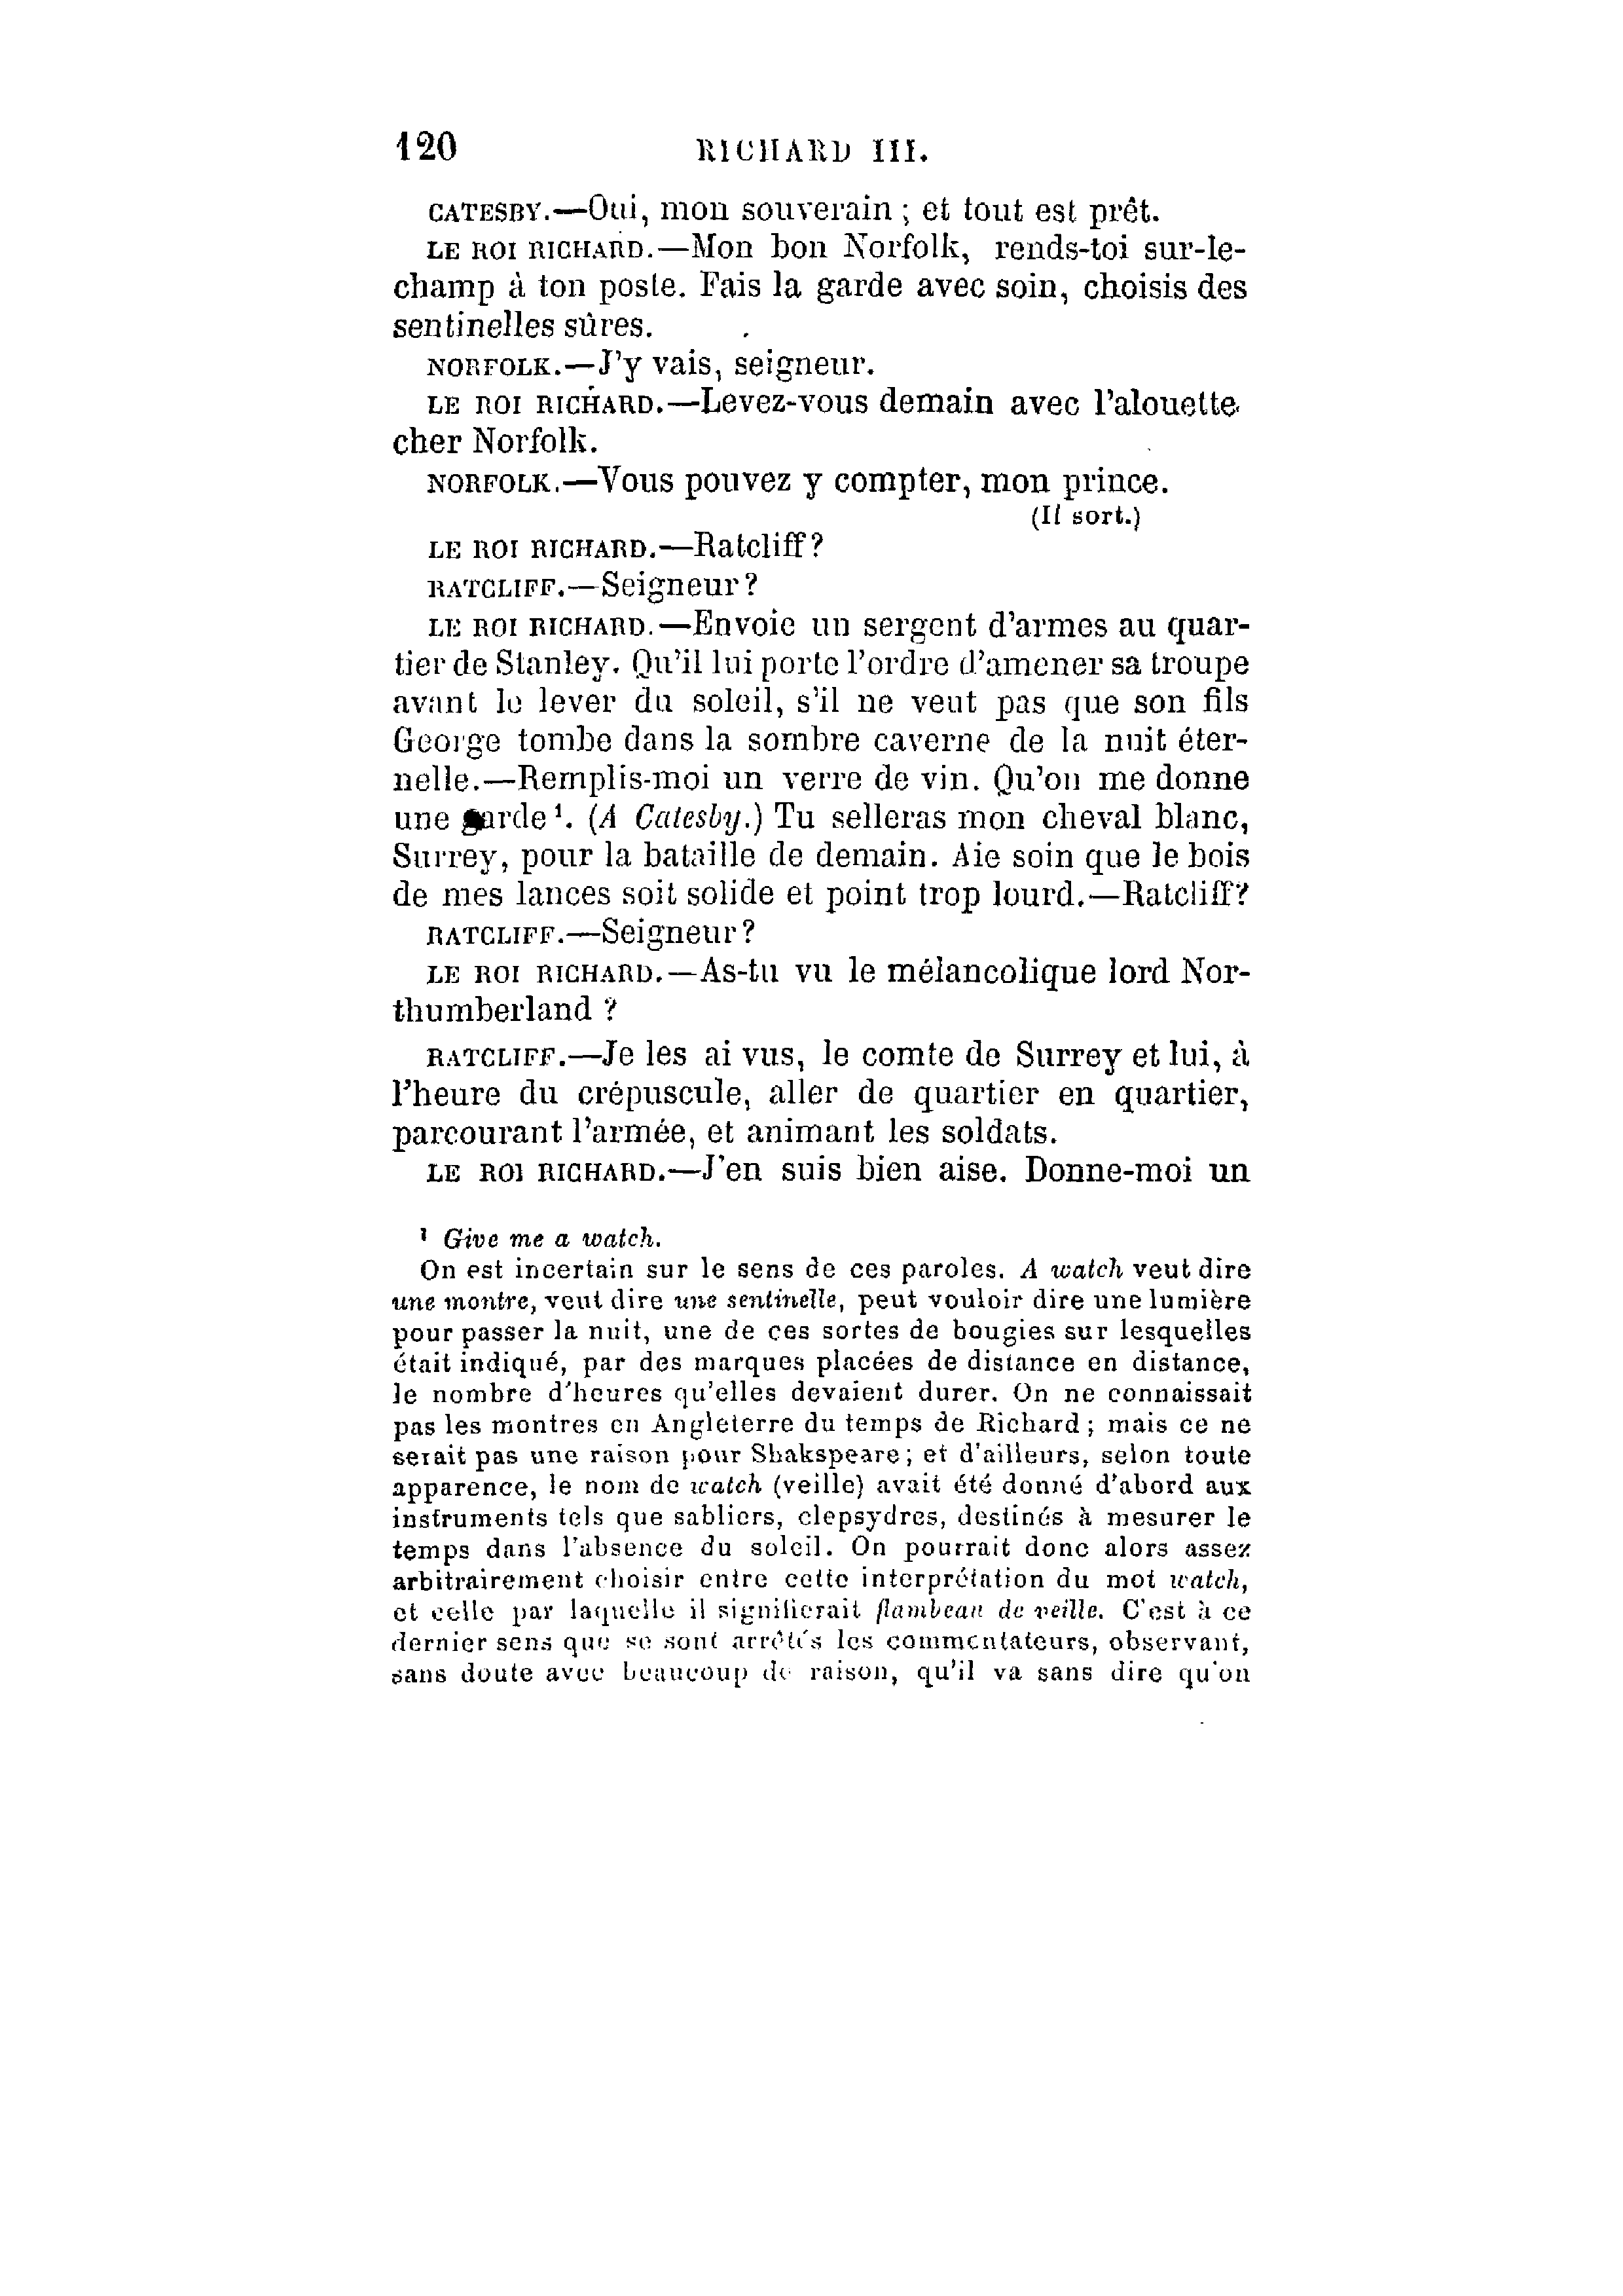 120 RICHARD III.
CATESBY.—Oui, mon souverain ; et tout est prêt.
LE ROI RICHARD.—Mon bon Norfolk, rends-toi sur-le-
champ à ton poste. Fais la garde avec soin, choisis des
sentinelles sûres.
NORFOLK.—J'y vais, seigneur.
LE ROI RICHARD.—Levez-vous demain avec l'alouette
cher Norfolk.
NORFOLK.—Vous pouvez y compter, mon prince.
(Il sort.)
LE ROI RICHARD.—Ratcliff?
RATCLIFF.—Seigneur?
LE ROI RICHARD.—Envoie un sergent d'armes au quar-
tier de Stanley. Qu'il lui porte l'ordre d'amener sa troupe
avant le lever du soleil, s'il ne veut pas que son fils
George tombe dans la sombre caverne de la nuit éter-
nelle.—Remplis-moi un verre de vin. Qu'on me donne
une garde ¹. (A Catesby.) Tu selleras mon cheval blanc,
Surrey, pour la bataille de demain. Aie soin que le bois
de mes lances soit solide et point trop lourd.—Ratcliff?
RATCLIFF.—Seigneur?
LE ROI RICHARD.—As-tu vu le mélancolique lord Nor-
thumberland ?
RATCLIFF.—Je les ai vus, le comte de Surrey et lui, à
l'heure du crépuscule, aller de quartier en quartier,
parcourant l'armée, et animant les soldats.
LE ROI RICHARD.—J'en suis bien aise. Donne-moi un
¹ Give me a watch.
On est incertain sur le sens de ces paroles. A watch veut dire
une montre, veut dire une sentinelle, peut vouloir dire une lumière
pour passer la nuit, une de ces sortes de bougies sur lesquelles
était indiqué, par des marques placées de distance en distance,
le nombre d'heures qu'elles devaient durer. On ne connaissait
pas les montres en Angleterre du temps de Richard ; mais ce ne
serait pas une raison pour Shakspeare ; et d'ailleurs, selon toute
apparence, le nom de watch (veille) avait été donné d'abord aux
instruments tels que sabliers, clepsydres, destinés à mesurer le
temps dans l'absence du soleil. On pourrait donc alors assez
arbitrairement choisir entre cette interprétation du mot watch,
et celle par laquelle il signifierait flambeau de veille. C'est à ce
dernier sens que se sont arrêtés les commentateurs, observant,
sans doute avec beaucoup de raison, qu'il va sans dire qu'on